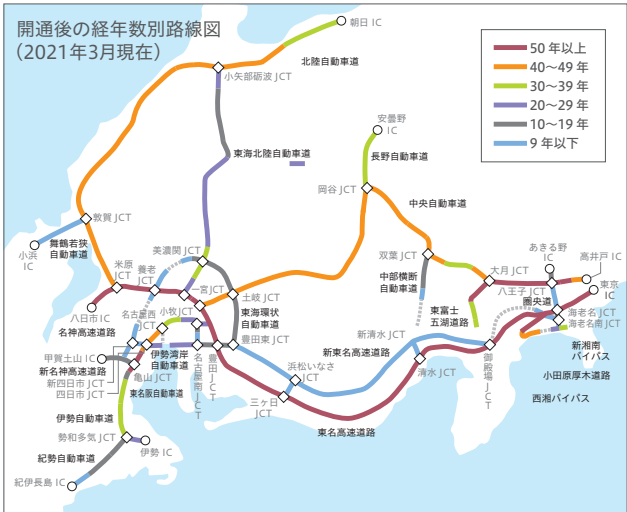 開通後の経年数別路線図
(2021年3月現在)
50 年以上
40〜49 年
30〜39 年
20〜29 年
10〜19 年
9 年以下
朝日 IC
北陸自動車道
小矢部砺波 JCT
安曇野
IC
東海北陸自動車道
長野自動車道
岡谷 JCT
中央自動車道
敦賀 JCT
舞鶴若狭
自動車道
小浜
IC
美濃関 JCT
双葉 JCT
あきる野
IC
高井戸 IC
大月 JCT
八王子 JCT
東京
IC
圏央道
海老名 JCT
海老名南 JCT
中部横断
自動車道
米原
JCT
養老
JCT
一宮 JCT
土岐 JCT
東海環状
自動車道
東富士
五湖道路
八日市 IC
名神高速道路
名古屋西
JCT
小牧 JCT
豊田東 JCT
新清水 JCT
新東名高速道路
新湘南
バイパス
甲賀土山 IC
新名神高速道路
伊勢湾岸
自動車道
浜松いなさ
JCT
清水 JCT
御殿場JCT
小田原厚木道路
西湘バイパス
新四日市 JCT
四日市 JCT
亀山 JCT
東名阪自動車道
名古屋南JCT
豊田JCT
三ヶ日
JCT
東名高速道路
伊勢自動車道
勢和多気 JCT
伊勢 IC
紀勢自動車道
紀伊長島 IC